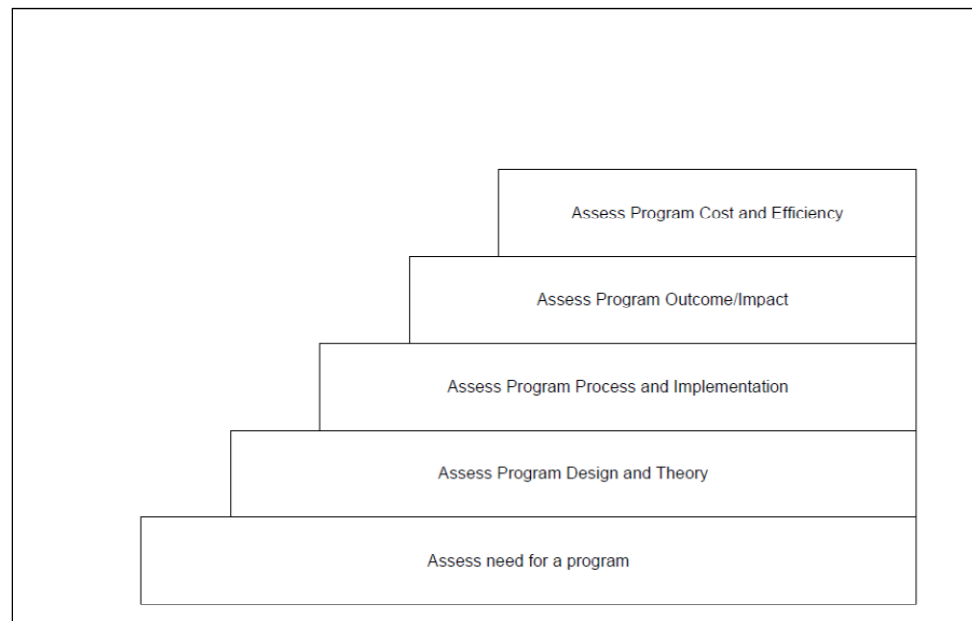 Assess Program Cost and Efficiency
Assess Program Outcome/Impact
Assess Program Process and Implementation
Assess Program Design and Theory
Assess need for a program